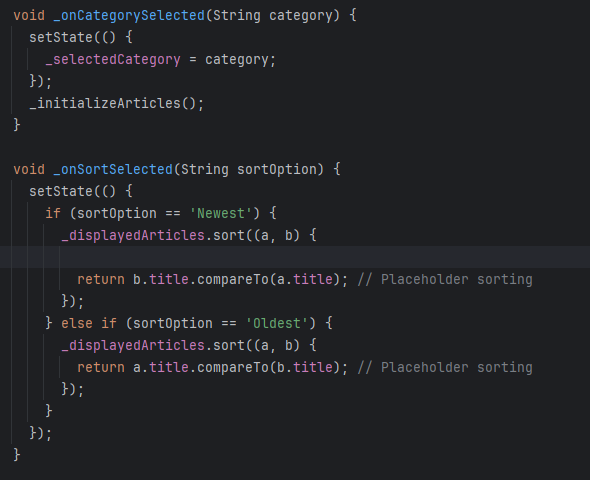 void _onCategorySelected(String category) {
  setState(() {
    _selectedCategory = category;
  });
  _initializeArticles();
}

void _onSortSelected(String sortOption) {
  setState(() {
    if (sortOption == 'Newest') {
      _displayedArticles.sort((a, b) {

        return b.title.compareTo(a.title); // Placeholder sorting
      });
    } else if (sortOption == 'Oldest') {
      _displayedArticles.sort((a, b) {
        return a.title.compareTo(b.title); // Placeholder sorting
      });
    }
  });
}